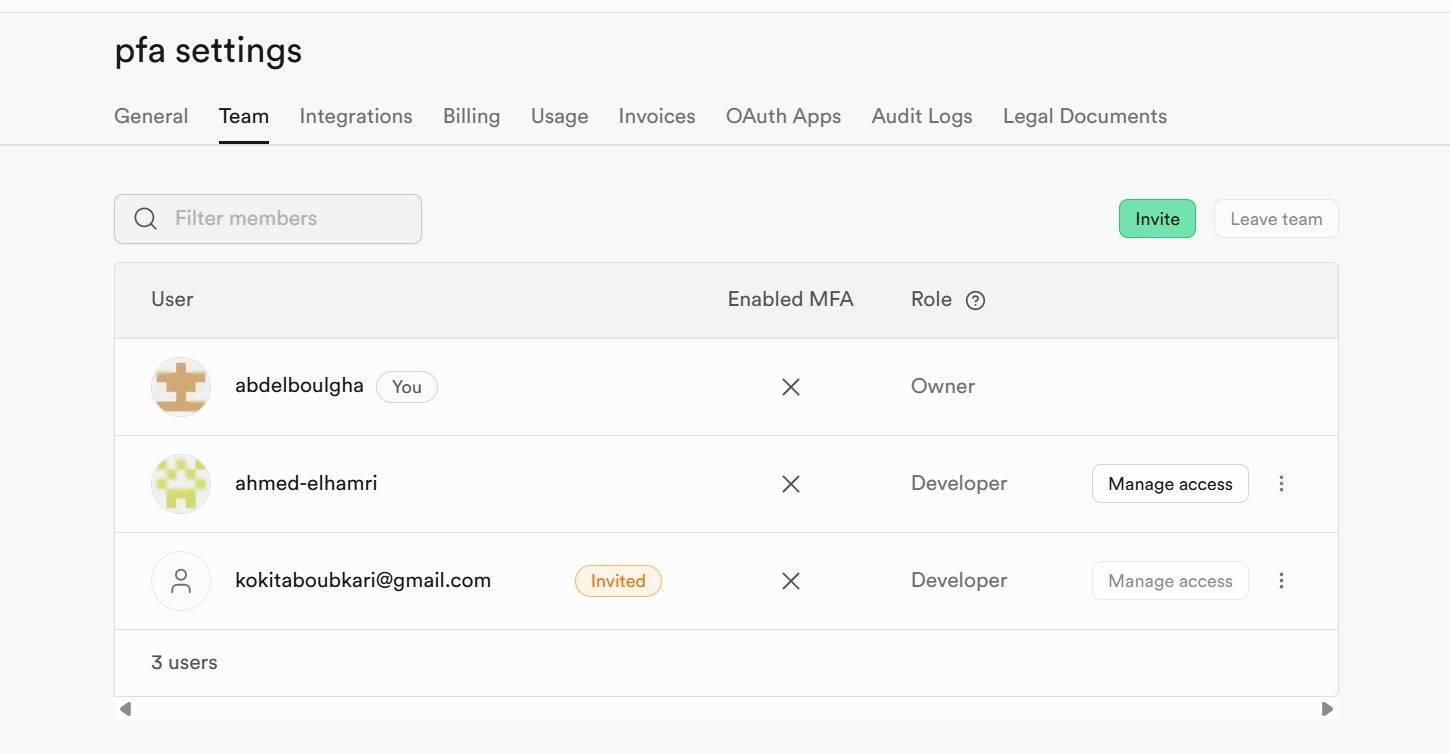 pfa settings
General Team Integrations Billing Usage Invoices OAuth Apps Audit Logs Legal Documents
Filter members Invite Leave team
User Enabled MFA Role
abdelboulgha You Owner
ahmed-elhamri Developer Manage access
kokitaboubkari@gmail.com Invited Developer Manage access
3 users